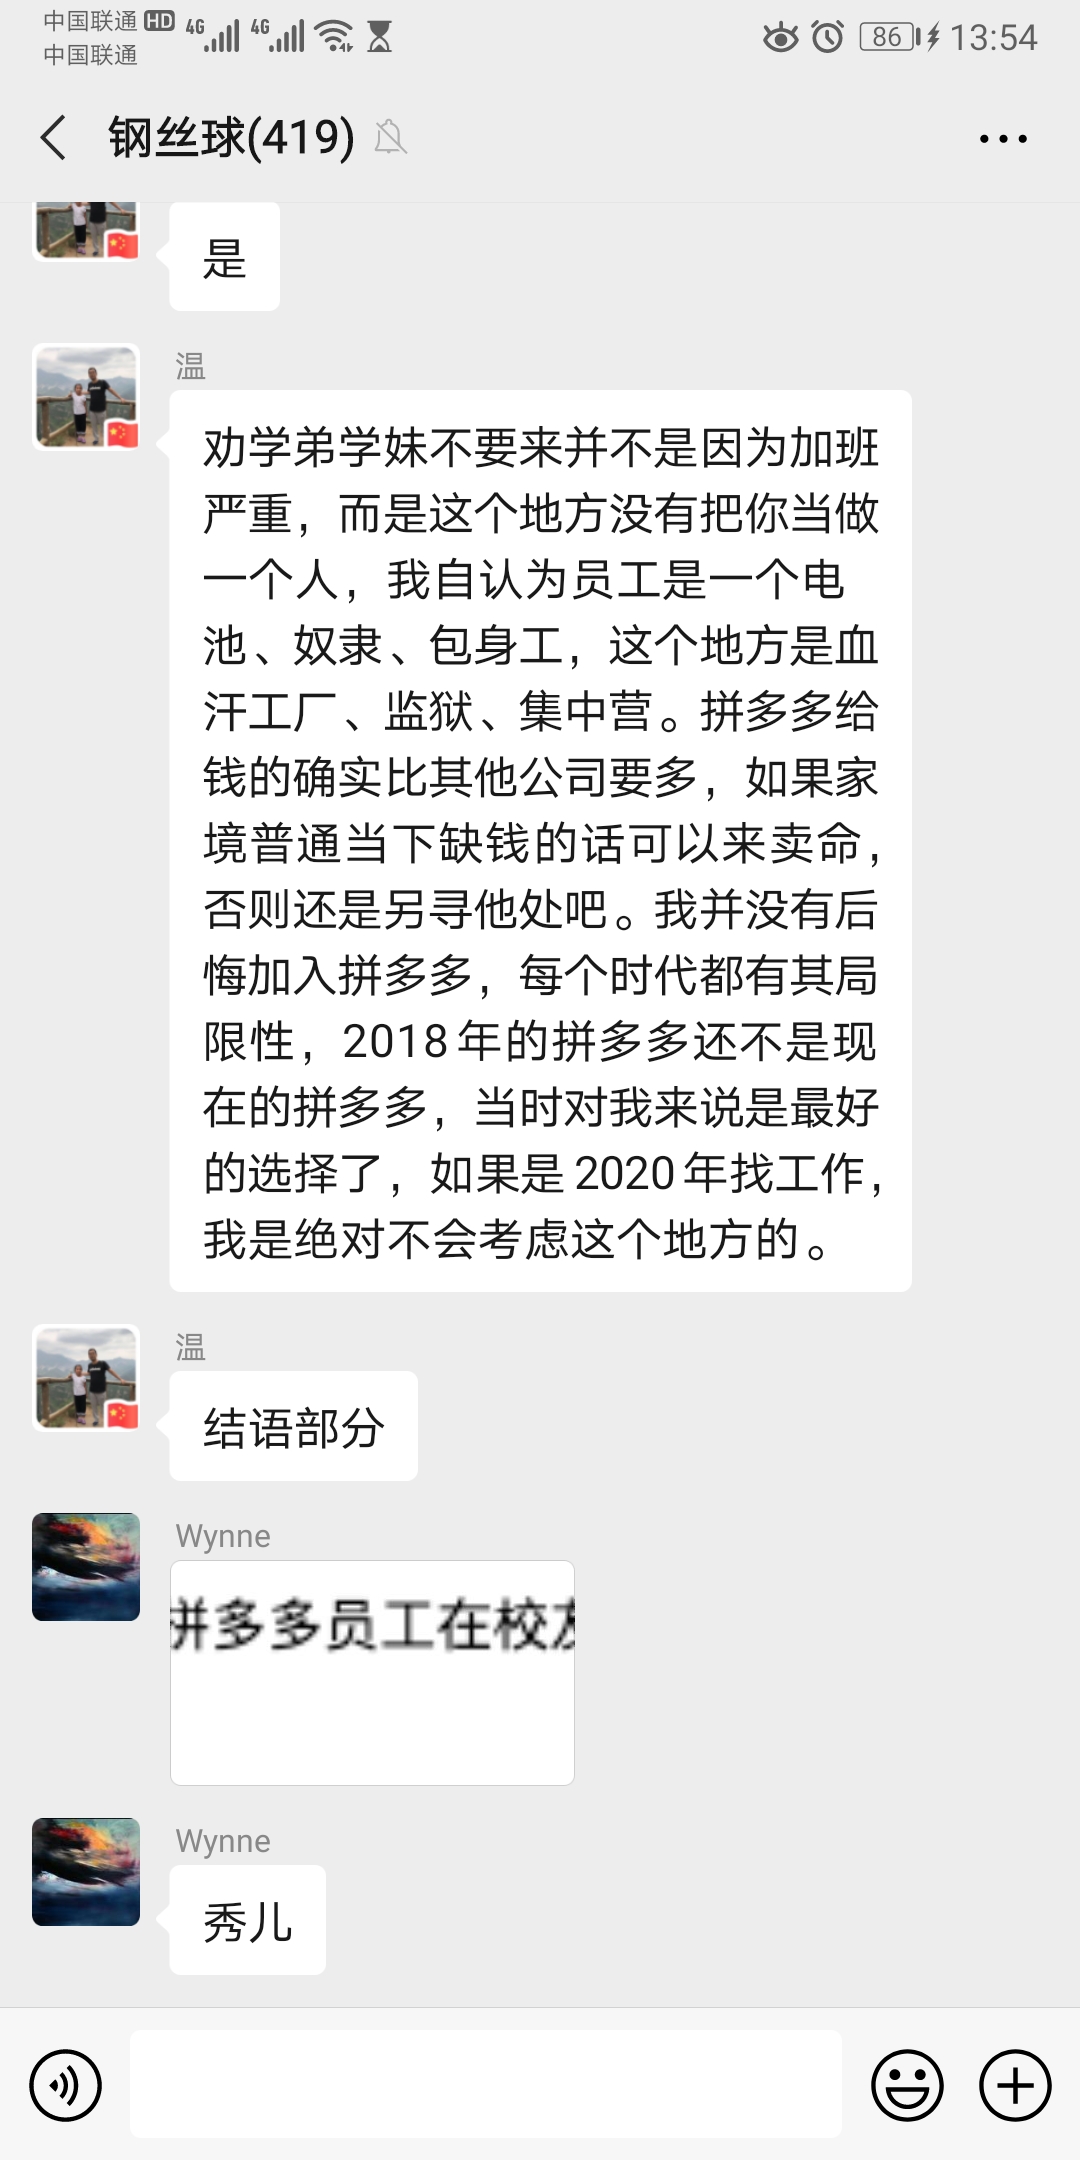 中国联通 HD 4G 4G 86 13:54
中国联通
钢丝球(419)
是
温
劝学弟学妹不要来并不是因为加班
严重，而是这个地方没有把你当做
一个人，我自认为员工是一个电
池、奴隶、包身工，这个地方是血
汗工厂、监狱、集中营。拼多多给
钱的确实比其他公司要多，如果家
境普通当下缺钱的话可以来卖命，
否则还是另寻他处吧。我并没有后
悔加入拼多多，每个时代都有其局
限性，2018年的拼多多还不是现
在的拼多多，当时对我来说是最好
的选择了，如果是2020年找工作，
我是绝对不会考虑这个地方的。
温
结语部分
Wynne
拼多多员工在校友
Wynne
秀儿